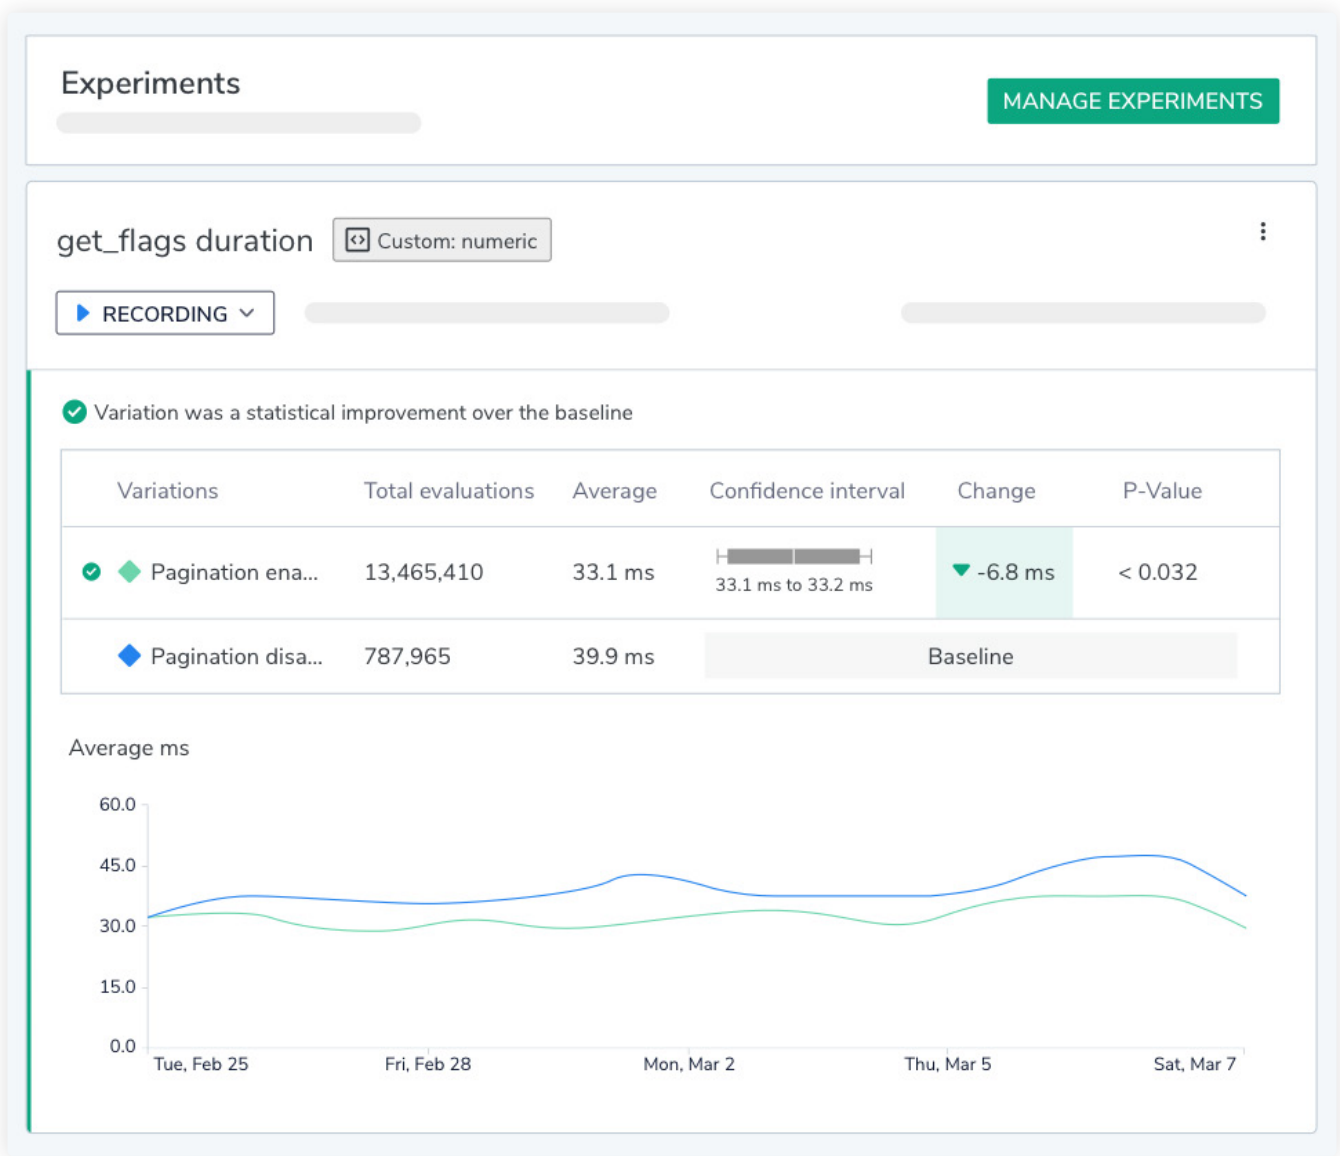 Experiments
MANAGE EXPERIMENTS
get_flags duration
Custom: numeric
RECORDING
Variation was a statistical improvement over the baseline
Variations Total evaluations Average Confidence interval Change P-Value
Pagination ena... 13,465,410 33.1 ms 33.1 ms to 33.2 ms -6.8 ms < 0.032
Pagination disa... 787,965 39.9 ms Baseline
Average ms
60.0
45.0
30.0
15.0
0.0
Tue, Feb 25 Fri, Feb 28 Mon, Mar 2 Thu, Mar 5 Sat, Mar 7